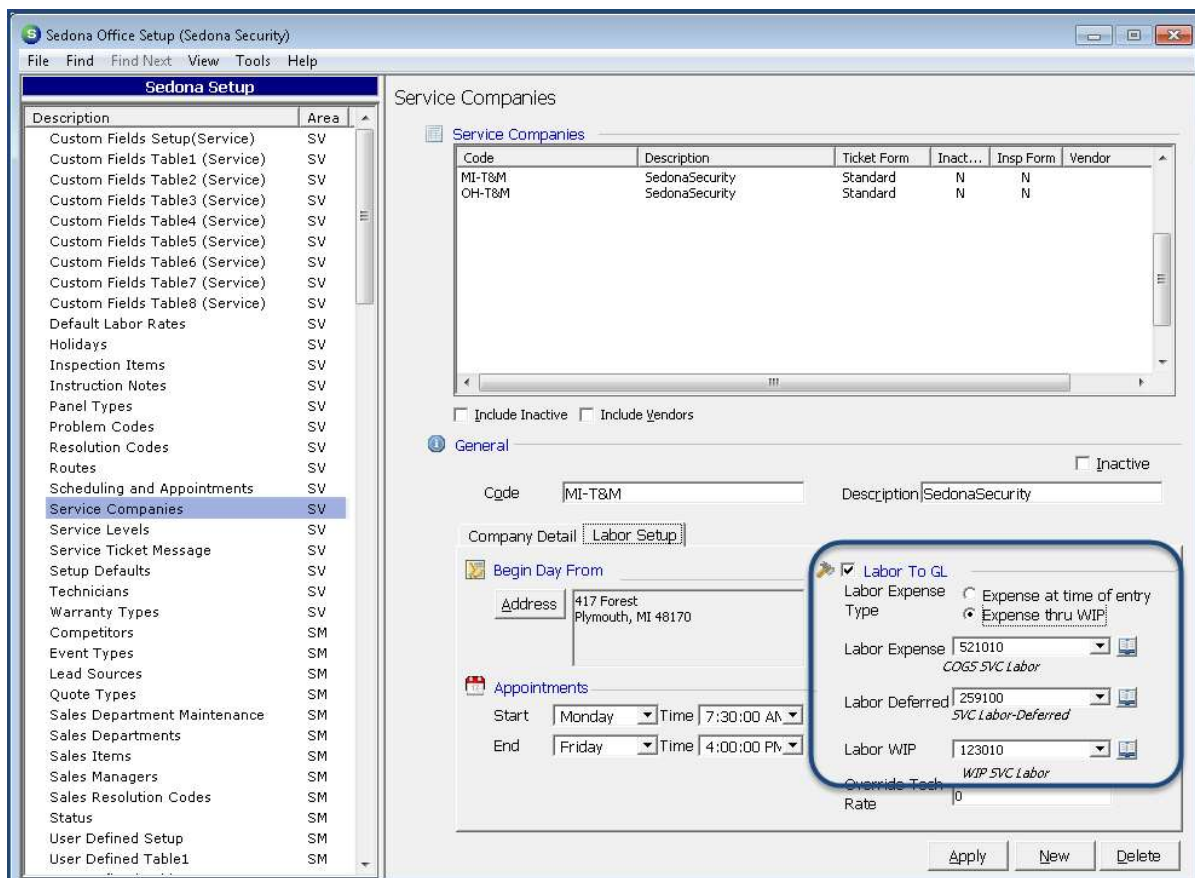 Sedona Office Setup (Sedona Security)
File Find Find Next View Tools Help
Sedona Setup
Description Area
Custom Fields Setup(Service) SV
Custom Fields Table1 (Service) SV
Custom Fields Table2 (Service) SV
Custom Fields Table3 (Service) SV
Custom Fields Table4 (Service) SV
Custom Fields Table5 (Service) SV
Custom Fields Table6 (Service) SV
Custom Fields Table7 (Service) SV
Custom Fields Table8 (Service) SV
Default Labor Rates SV
Holidays SV
Inspection Items SV
Instruction Notes SV
Panel Types SV
Problem Codes SV
Resolution Codes SV
Routes SV
Scheduling and Appointments SV
Service Companies SV
Service Levels SV
Service Ticket Message SV
Setup Defaults SV
Technicians SV
Warranty Types SV
Competitors SM
Event Types SM
Lead Sources SM
Quote Types SM
Sales Department Maintenance SM
Sales Departments SM
Sales Items SM
Sales Managers SM
Sales Resolution Codes SM
Status SM
User Defined Setup SM
User Defined Table1 SM
Service Companies
Service Companies
Code Description Ticket Form Inact... Insp Form Vendor
MI-T&M SedonaSecurity Standard N N
OH-T&M SedonaSecurity Standard N N
Include Inactive Include Vendors
General
Inactive
Code MI-T&M Description SedonaSecurity
Company Detail Labor Setup
Begin Day From
Address 417 Forest
Plymouth, MI 48170
Appointments
Start Monday Time 7:30:00 AM
End Friday Time 4:00:00 PM
Labor To GL
Labor Expense Type
Expense at time of entry
Expense thru WIP
Labor Expense 521010
COGS SVC Labor
Labor Deferred 259100
SVC Labor-Deferred
Labor WIP 123010
WIP SVC Labor
Override Tech Rate 0
Apply New Delete